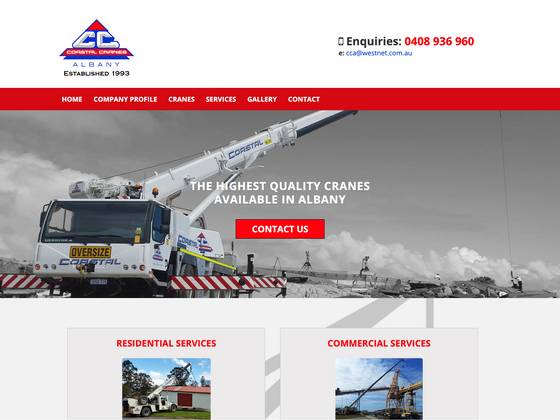 CC
COASTAL CRANES
ALBANY
ESTABLISHED 1993
Enquiries: 0408 936 960
e: cca@westnet.com.au
HOME COMPANY PROFILE CRANES SERVICES GALLERY CONTACT
COASTAL
THE HIGHEST QUALITY CRANES
AVAILABLE IN ALBANY
CONTACT US
OVERSIZE
COASTAL
RESIDENTIAL SERVICES
COMMERCIAL SERVICES